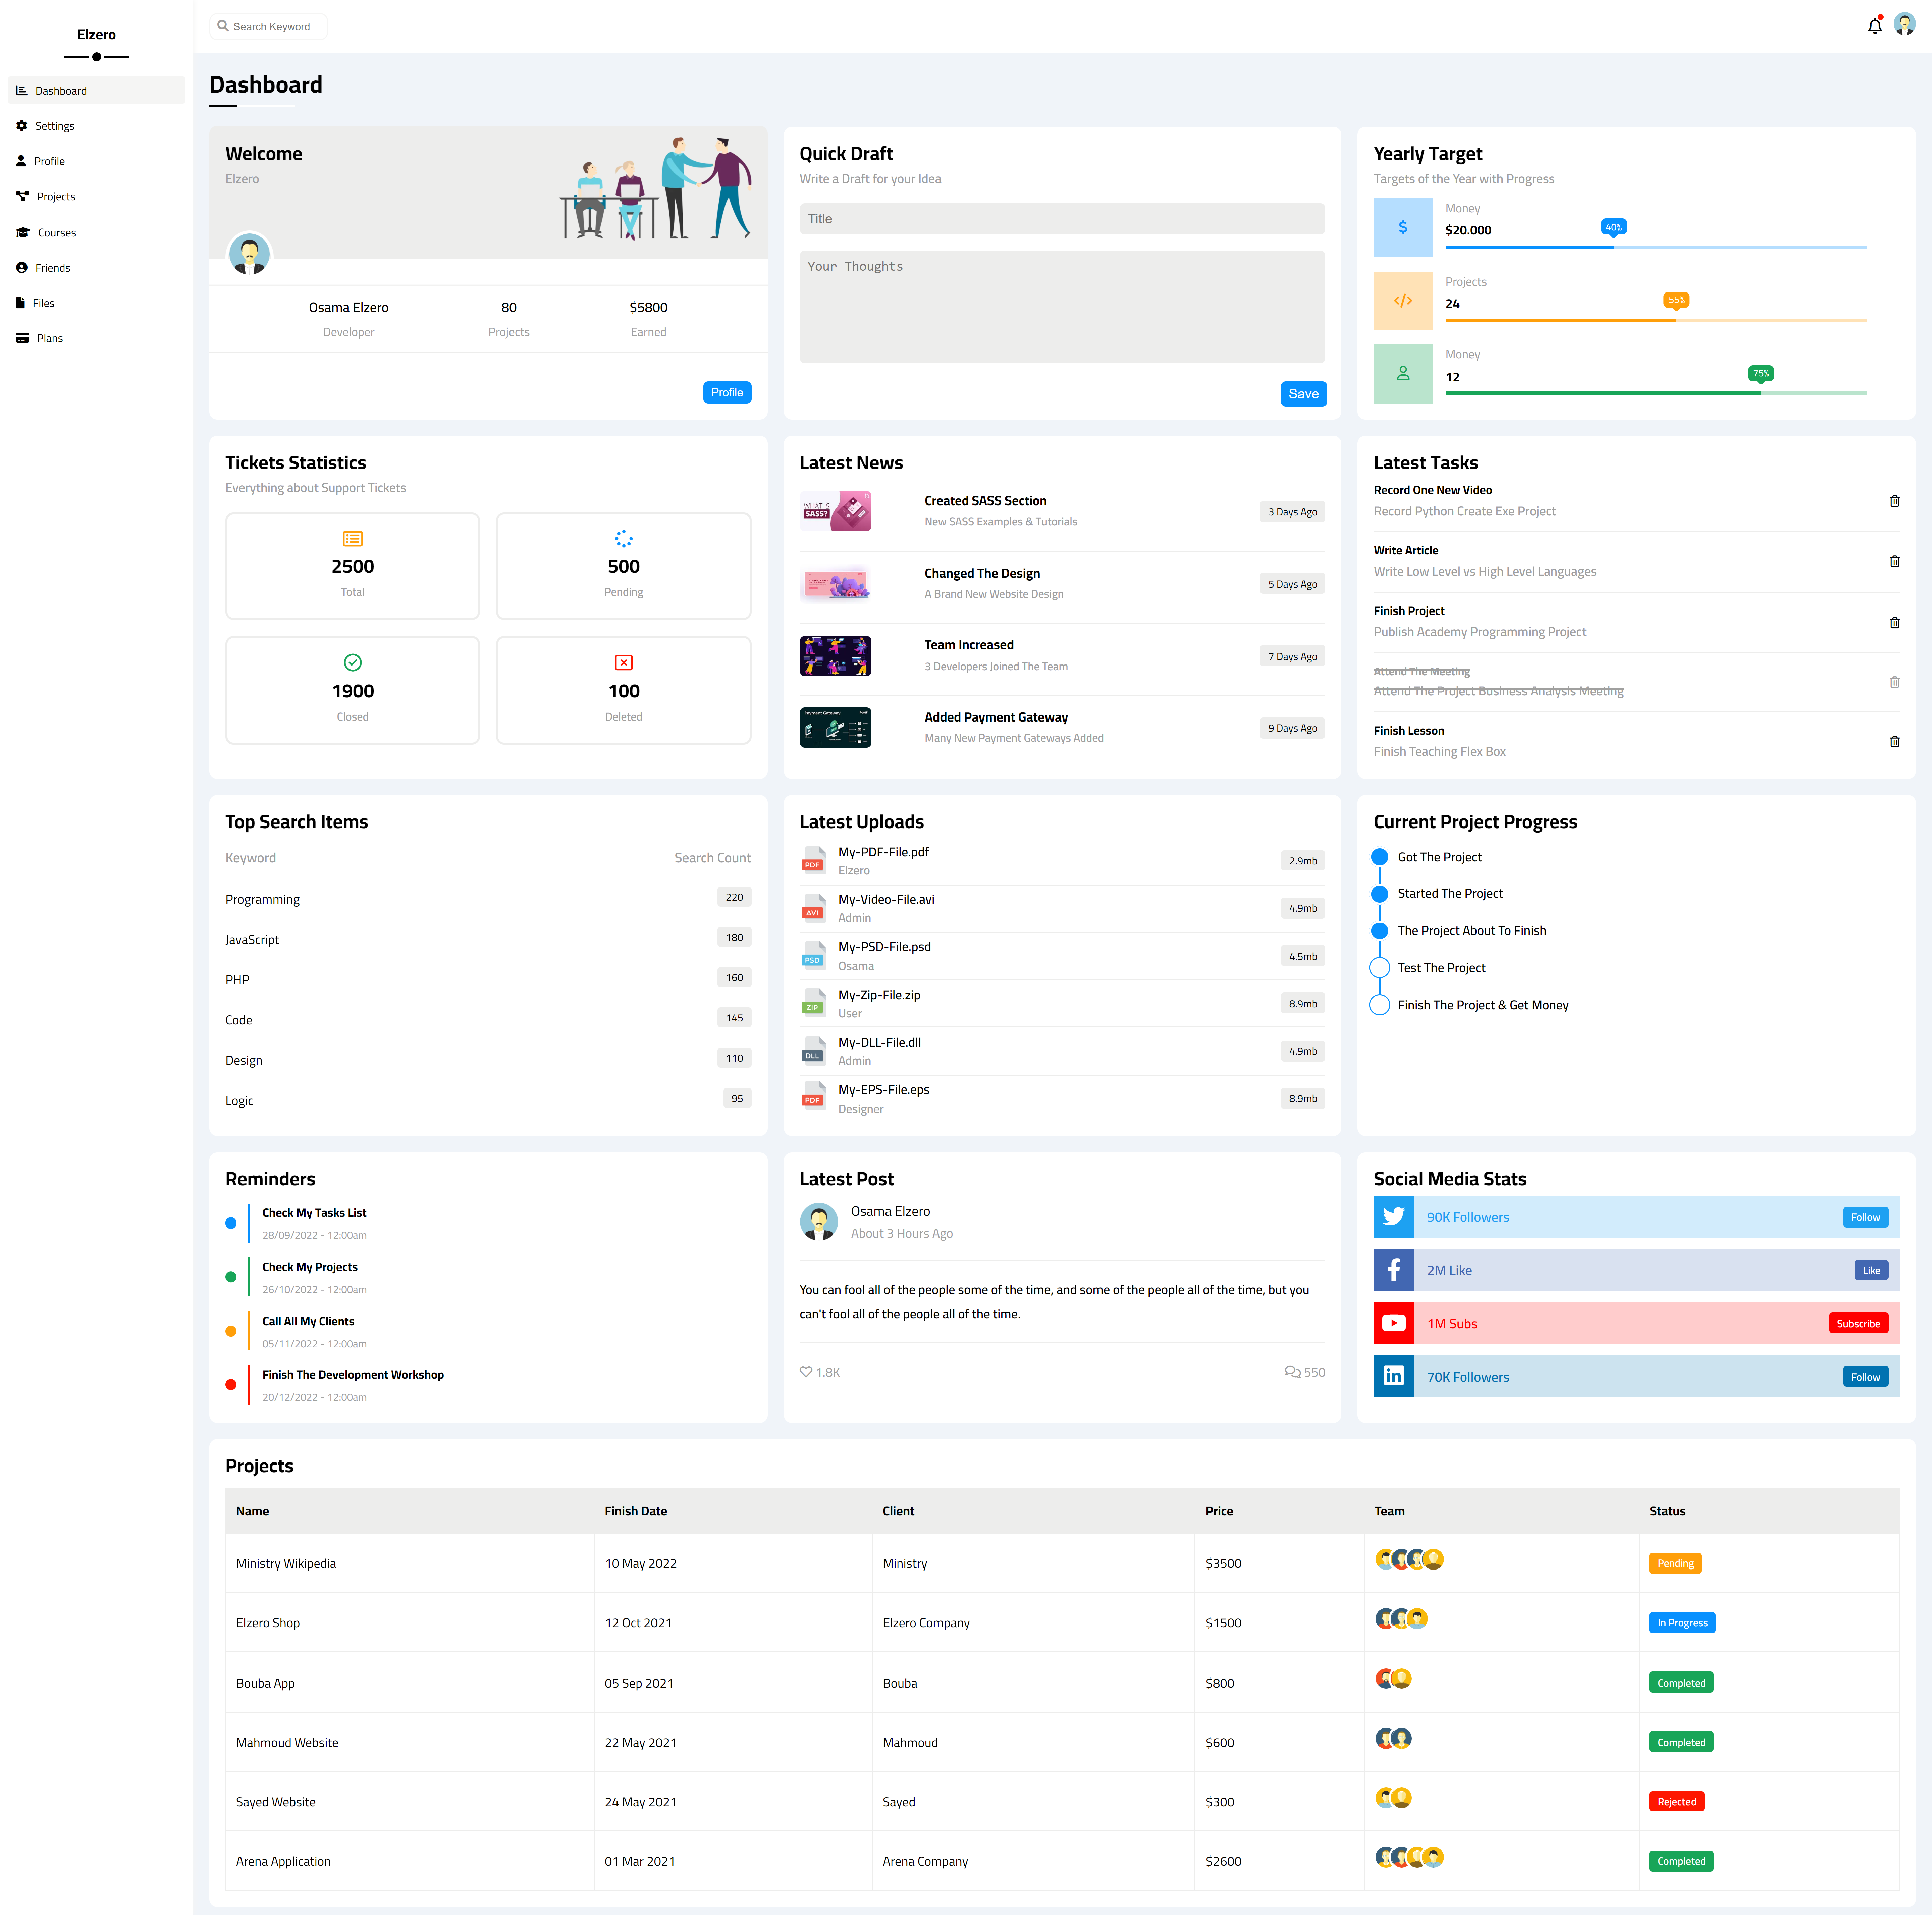 Elzero
Dashboard
Settings
Profile
Projects
Courses
Friends
Files
Plans
Search Keyword
Dashboard
Welcome
Elzero
Osama Elzero
Developer
80
Projects
$5800
Earned
Profile
Quick Draft
Write a Draft for your Idea
Title
Your Thoughts
Save
Yearly Target
Targets of the Year with Progress
$
Money
$20.000
40%
</>
Projects
24
55%
Money
12
75%
Tickets Statistics
Everything about Support Tickets
2500
Total
500
Pending
1900
Closed
100
Deleted
Latest News
WHAT IS
SASS?
Created SASS Section
New SASS Examples & Tutorials
3 Days Ago
Changed The Design
A Brand New Website Design
5 Days Ago
Team Increased
3 Developers Joined The Team
7 Days Ago
Payment Gateway
Added Payment Gateway
Many New Payment Gateways Added
9 Days Ago
Latest Tasks
Record One New Video
Record Python Create Exe Project
Write Article
Write Low Level vs High Level Languages
Finish Project
Publish Academy Programming Project
Attend The Meeting
Attend The Project Business Analysis Meeting
Finish Lesson
Finish Teaching Flex Box
Top Search Items
Keyword Search Count
Programming 220
JavaScript 180
PHP 160
Code 145
Design 110
Logic 95
Latest Uploads
PDF
My-PDF-File.pdf
Elzero
2.9mb
AVI
My-Video-File.avi
Admin
4.9mb
PSD
My-PSD-File.psd
Osama
4.5mb
ZIP
My-Zip-File.zip
User
8.9mb
DLL
My-DLL-File.dll
Admin
4.9mb
PDF
My-EPS-File.eps
Designer
8.9mb
Current Project Progress
Got The Project
Started The Project
The Project About To Finish
Test The Project
Finish The Project & Get Money
Reminders
Check My Tasks List
28/09/2022 - 12:00am
Check My Projects
26/10/2022 - 12:00am
Call All My Clients
05/11/2022 - 12:00am
Finish The Development Workshop
20/12/2022 - 12:00am
Latest Post
Osama Elzero
About 3 Hours Ago
You can fool all of the people some of the time, and some of the people all of the time, but you
can't fool all of the people all of the time.
1.8K 550
Social Media Stats
90K Followers Follow
2M Like Like
1M Subs Subscribe
in 70K Followers Follow
Projects
Name Finish Date Client Price Team Status
Ministry Wikipedia 10 May 2022 Ministry $3500 Pending
Elzero Shop 12 Oct 2021 Elzero Company $1500 In Progress
Bouba App 05 Sep 2021 Bouba $800 Completed
Mahmoud Website 22 May 2021 Mahmoud $600 Completed
Sayed Website 24 May 2021 Sayed $300 Rejected
Arena Application 01 Mar 2021 Arena Company $2600 Completed